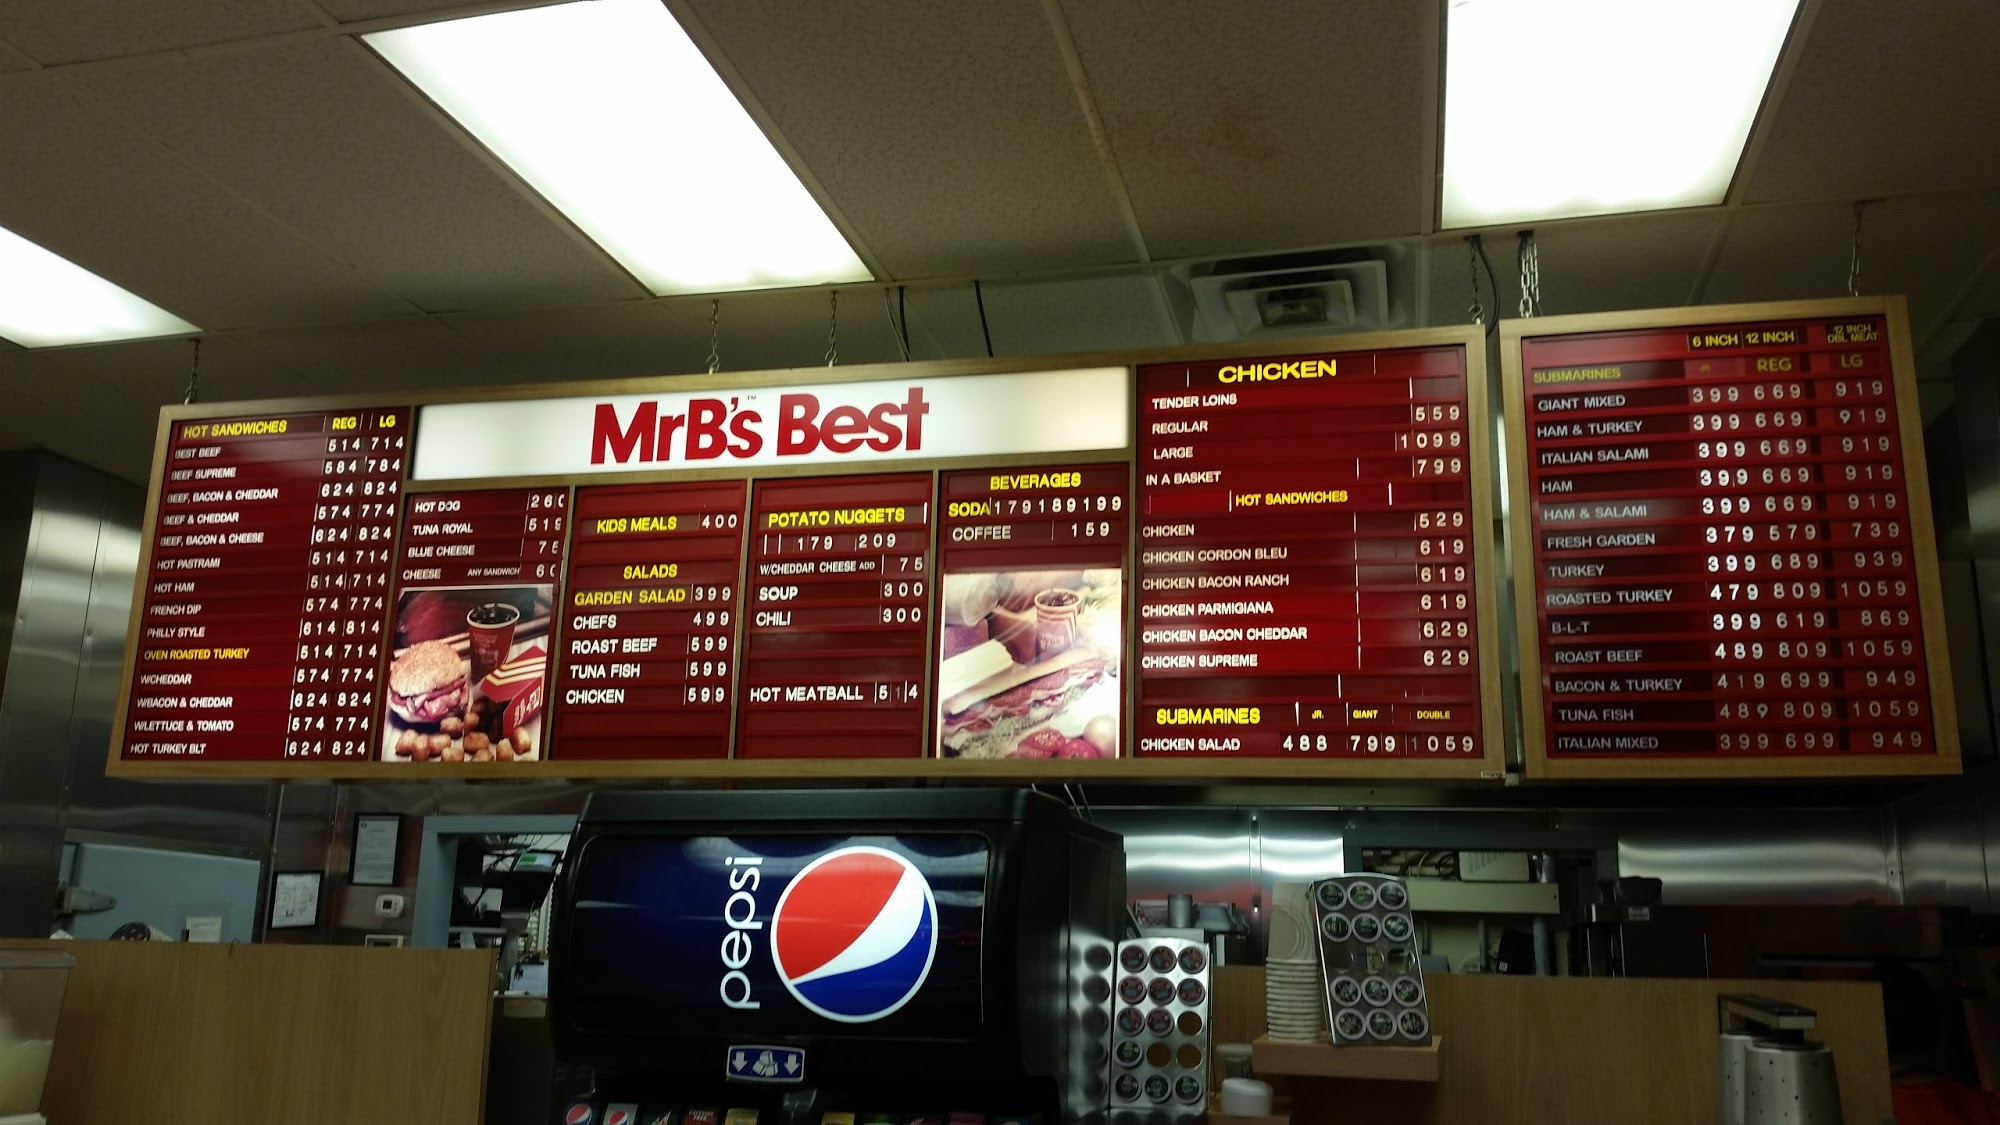 MrB's Best™
HOT SANDWICHES REG LG
BEST BEEF 514 714
BEEF SUPREME 584 784
BEEF, BACON & CHEDDAR 624 824
BEEF & CHEDDAR 574 774
BEEF, BACON & CHEESE 624 824
HOT PASTRAMI 514 714
HOT HAM 514 714
FRENCH DIP 574 774
PHILLY STYLE 614 814
OVEN ROASTED TURKEY 514 714
W/CHEDDAR 574 774
W/BACON & CHEDDAR 624 824
W/LETTUCE & TOMATO 574 774
HOT TURKEY BLT 624 824
HOT DOG 260
TUNA ROYAL 519
BLUE CHEESE 75
CHEESE ANY SANDWICH 60
KIDS MEALS 400
SALADS
GARDEN SALAD 399
CHEFS 499
ROAST BEEF 599
TUNA FISH 599
CHICKEN 599
POTATO NUGGETS
179 209
W/CHEDDAR CHEESE ADD 75
SOUP 300
CHILI 300
HOT MEATBALL 514
BEVERAGES
SODA 179 189 199
COFFEE 159
CHICKEN
TENDER LOINS
REGULAR 559
LARGE 1099
IN A BASKET 799
HOT SANDWICHES
CHICKEN 529
CHICKEN CORDON BLEU 619
CHICKEN BACON RANCH 619
CHICKEN PARMIGIANA 619
CHICKEN BACON CHEDDAR 629
CHICKEN SUPREME 629
SUBMARINES JR. GIANT DOUBLE
CHICKEN SALAD 488 799 1059
6 INCH 12 INCH 12 INCH DBL MEAT
SUBMARINES JR REG LG
GIANT MIXED 399 669 919
HAM & TURKEY 399 669 919
ITALIAN SALAMI 399 669 919
HAM 399 669 919
HAM & SALAMI 399 669 919
FRESH GARDEN 379 579 739
TURKEY 399 689 939
ROASTED TURKEY 479 809 1059
B-L-T 399 619 869
ROAST BEEF 489 809 1059
BACON & TURKEY 419 699 949
TUNA FISH 489 809 1059
ITALIAN MIXED 399 699 949
pepsi